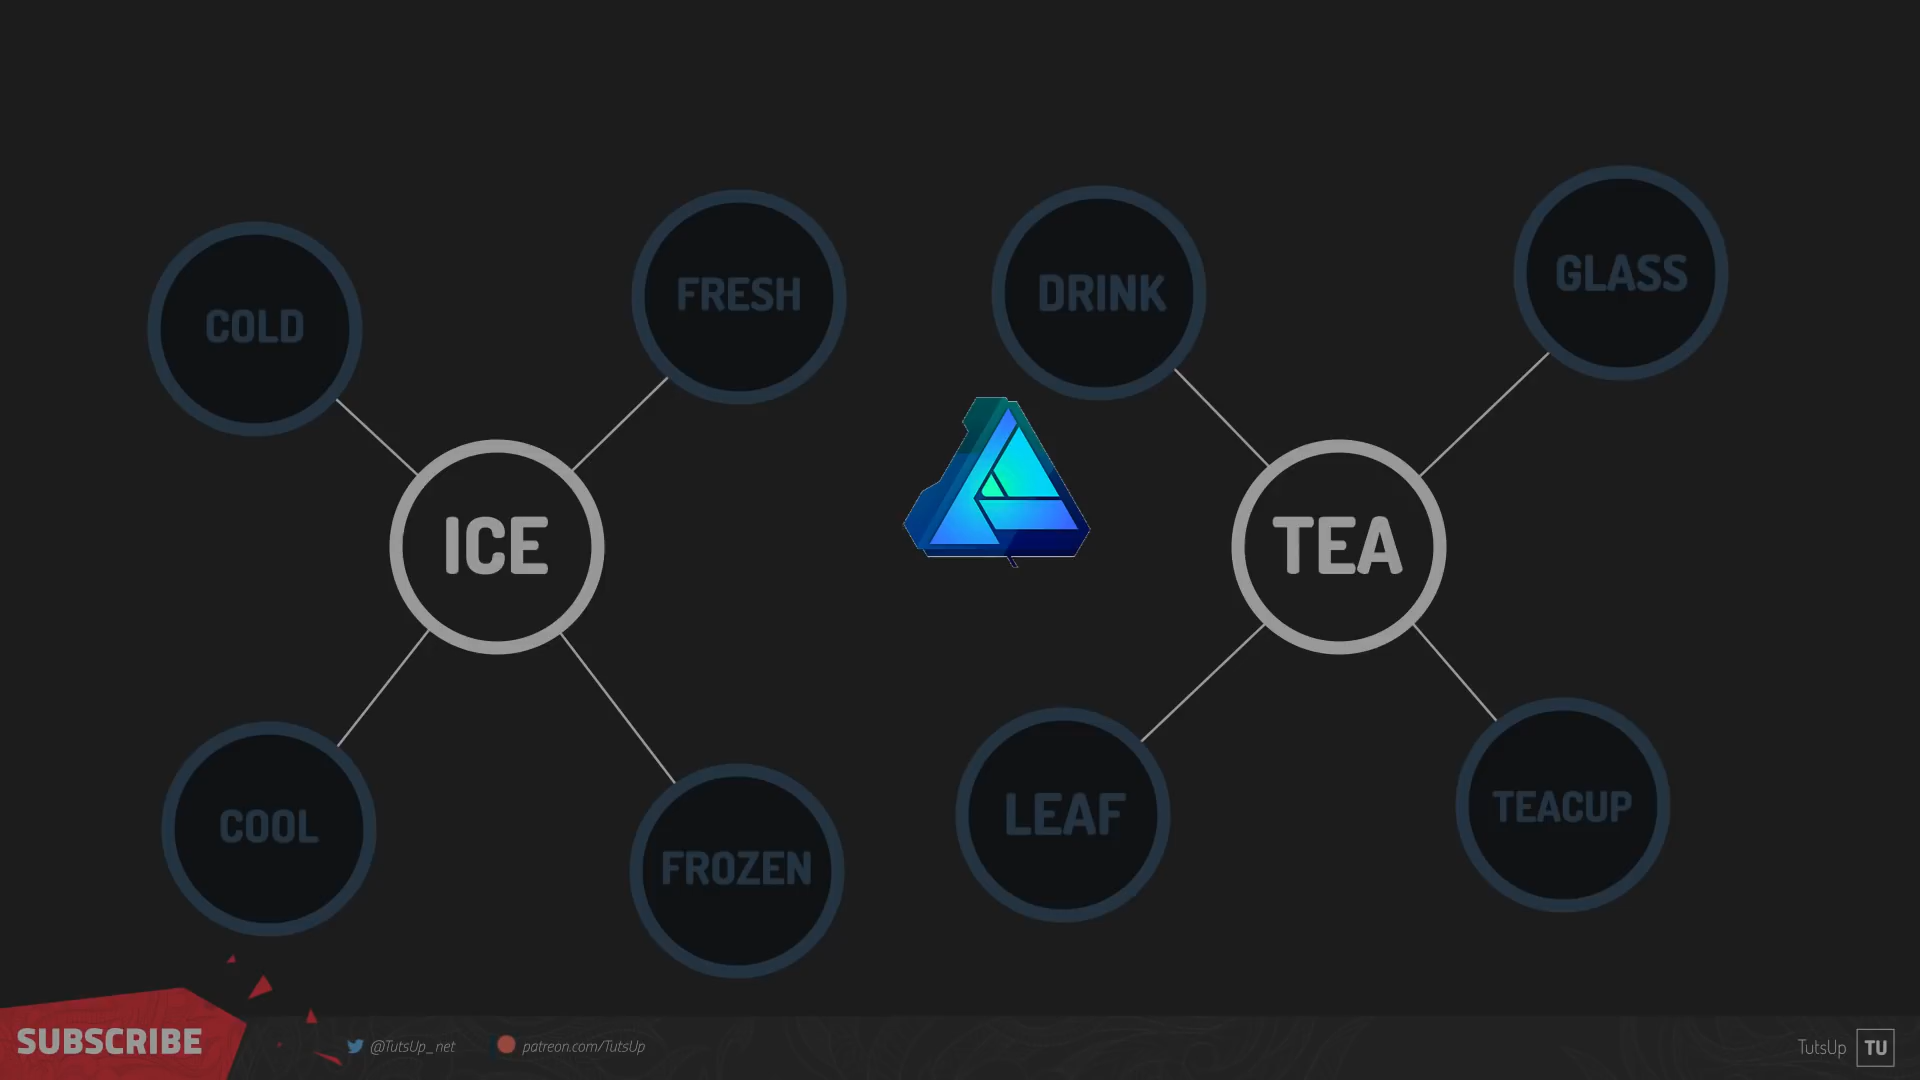 COLD
FRESH
ICE
COOL
FROZEN
DRINK
GLASS
TEA
LEAF
TEACUP
SUBSCRIBE
@TutsUp_net
patreon.com/TutsUp
TutsUp
TU